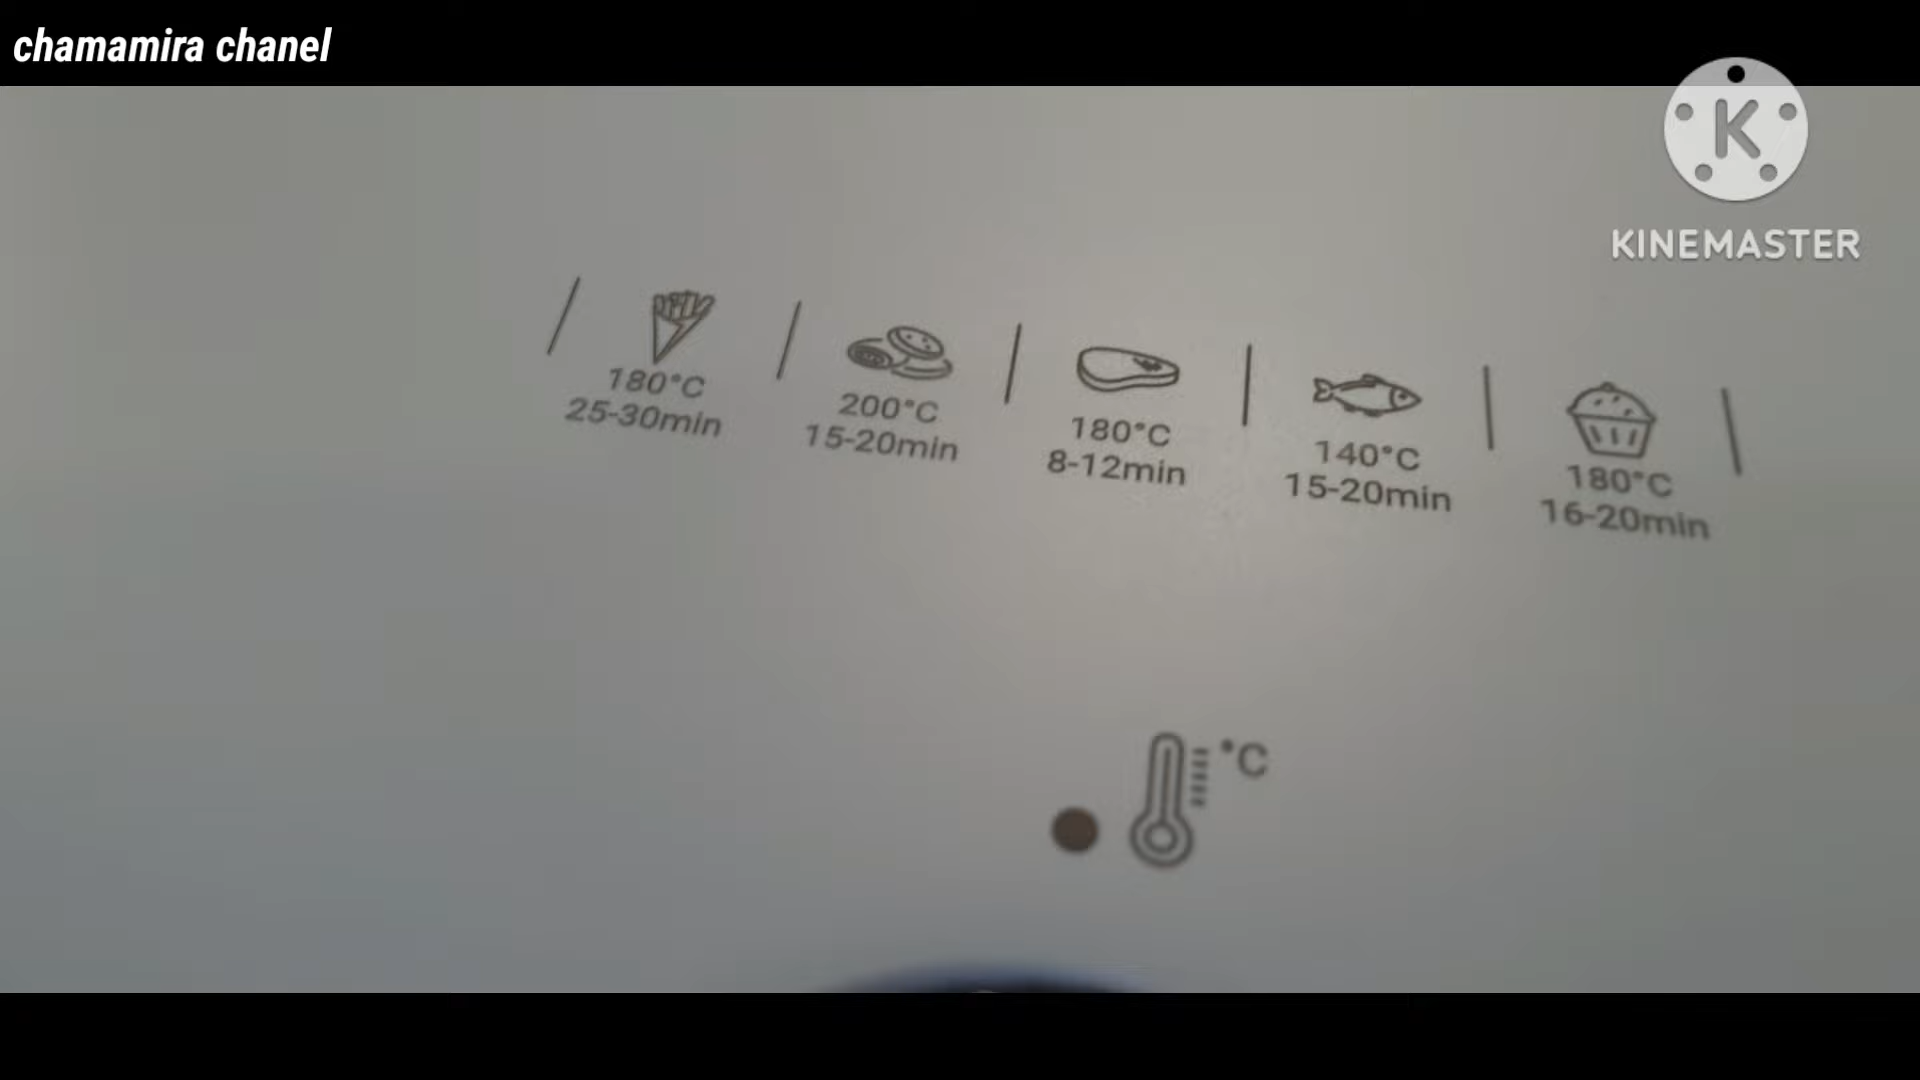 chamamira chanel
K
KINEMASTER
180°C
25-30min
200°C
15-20min
180°C
8-12min
140°C
15-20min
180°C
16-20min
°C